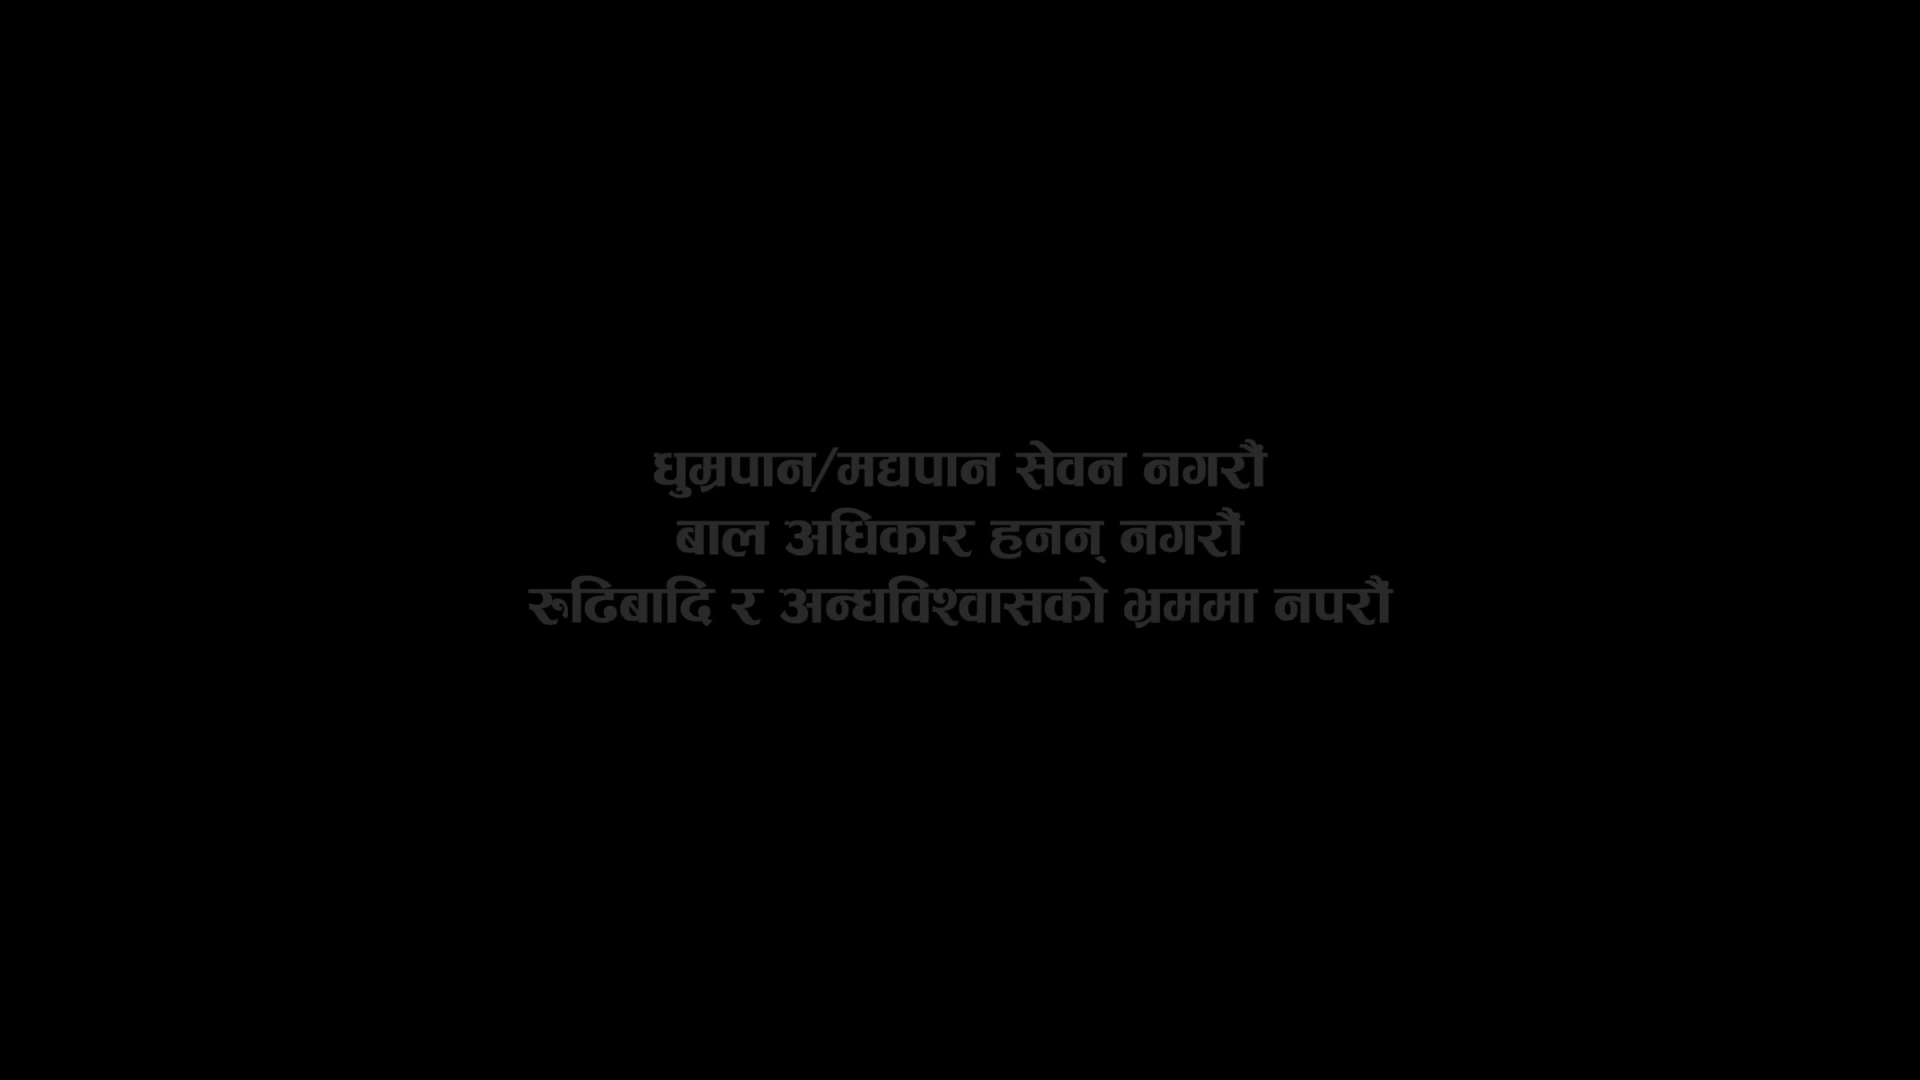 धुम्रपान/मद्यपान सेवन नगरौं
बाल अधिकार हनन् नगरौं
रुढिबादि र अन्धविश्वासको भ्रममा नपरौं